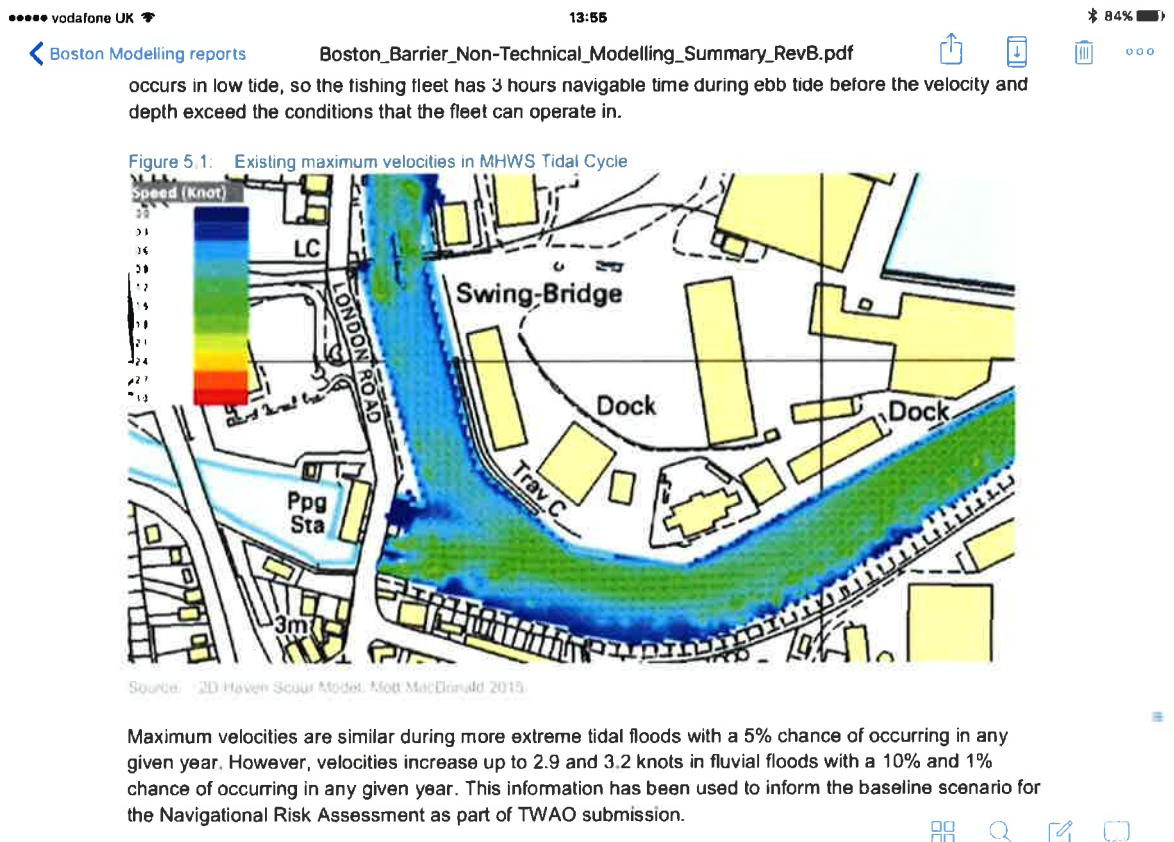 vodafone UK
13:55
84%
Boston Modelling reports
Boston_Barrier_Non-Technical_Modelling_Summary_RevB.pdf
occurs in low tide, so the fishing fleet has 3 hours navigable time during ebb tide before the velocity and
depth exceed the conditions that the fleet can operate in.
Figure 5.1: Existing maximum velocities in MHWS Tidal Cycle
Speed (Knot)
LC
Swing-Bridge
LONDON ROAD
Dock
Dock
Trav C
Ppg
Sta
3m
Source: 2D Haven Scour Model, Mott MacDonald 2015
Maximum velocities are similar during more extreme tidal floods with a 5% chance of occurring in any
given year. However, velocities increase up to 2.9 and 3.2 knots in fluvial floods with a 10% and 1%
chance of occurring in any given year. This information has been used to inform the baseline scenario for
the Navigational Risk Assessment as part of TWAO submission.